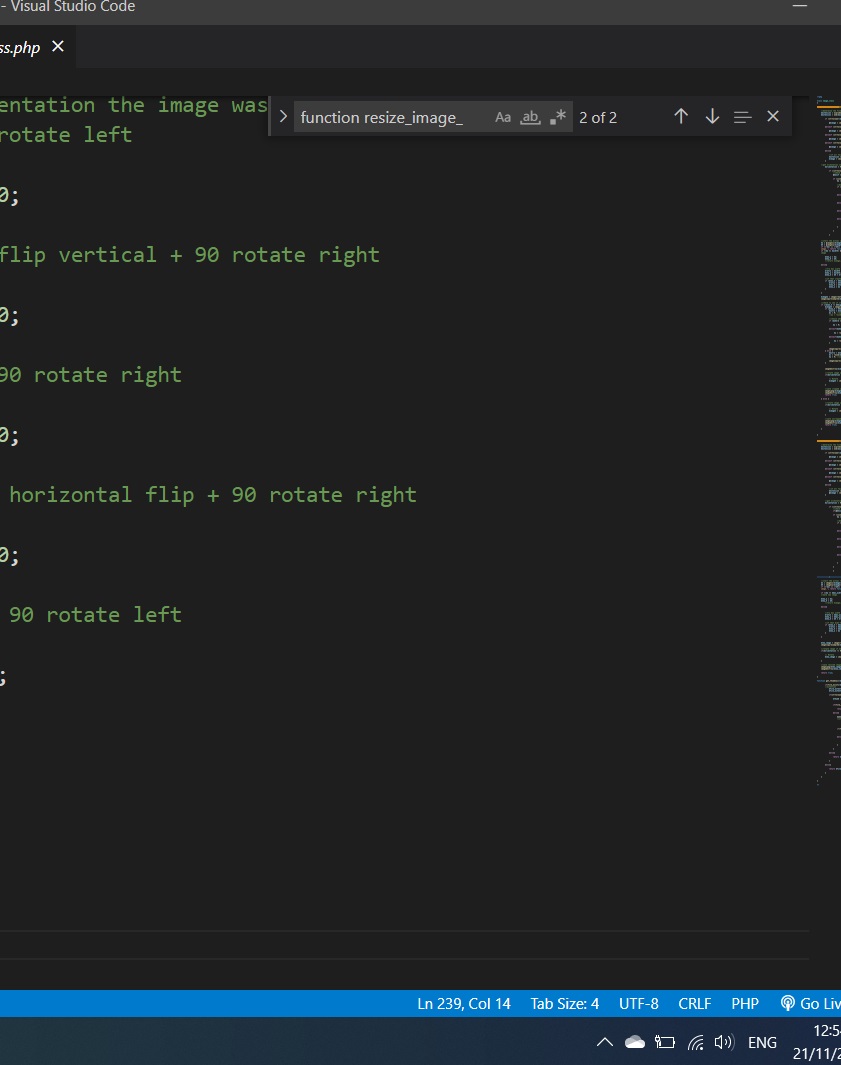 - Visual Studio Code
ss.php
entation the image was
function resize_image_
Aa
ab
2 of 2
rotate left
0;
flip vertical + 90 rotate right
0;
90 rotate right
0;
horizontal flip + 90 rotate right
0;
90 rotate left
;
Ln 239, Col 14 Tab Size: 4 UTF-8 CRLF PHP Go Liv
ENG
12:5
21/11/2